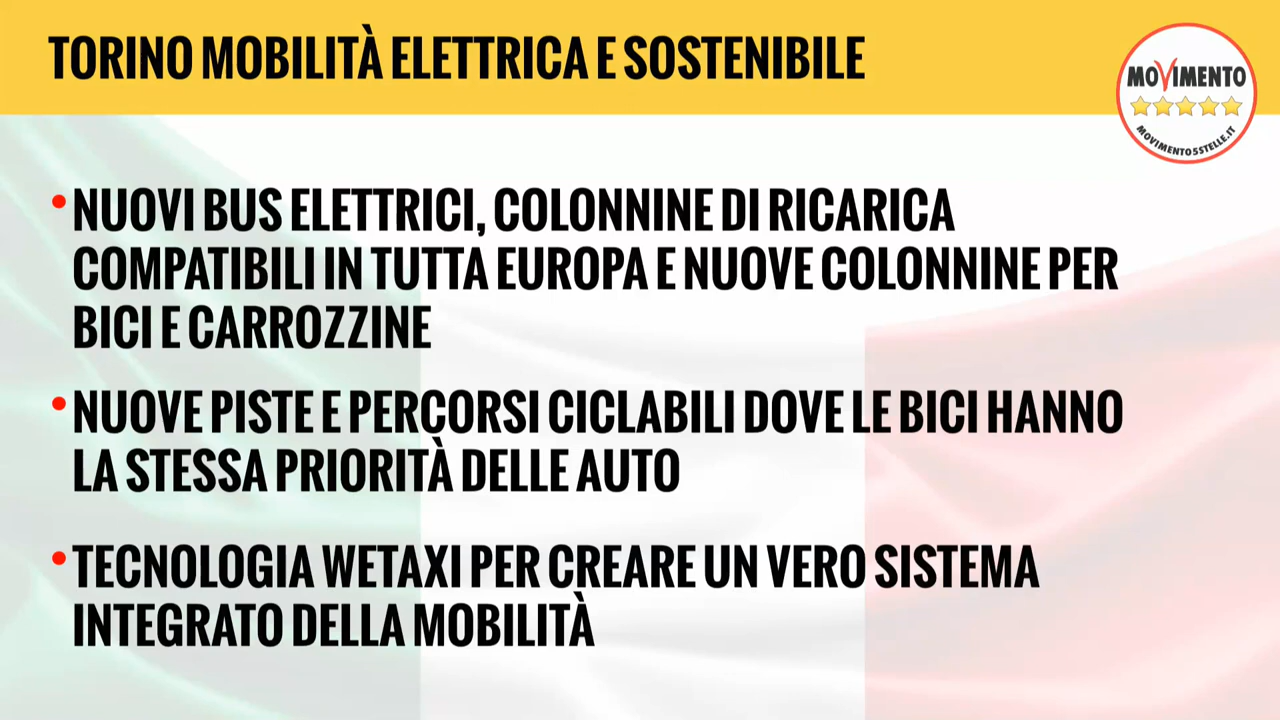 TORINO MOBILITÀ ELETTRICA E SOSTENIBILE
MOVIMENTO
MOVIMENTO5STELLE.IT
•NUOVI BUS ELETTRICI, COLONNINE DI RICARICA
COMPATIBILI IN TUTTA EUROPA E NUOVE COLONNINE PER
BICI E CARROZZINE
•NUOVE PISTE E PERCORSI CICLABILI DOVE LE BICI HANNO
LA STESSA PRIORITÀ DELLE AUTO
•TECNOLOGIA WETAXI PER CREARE UN VERO SISTEMA
INTEGRATO DELLA MOBILITÀ